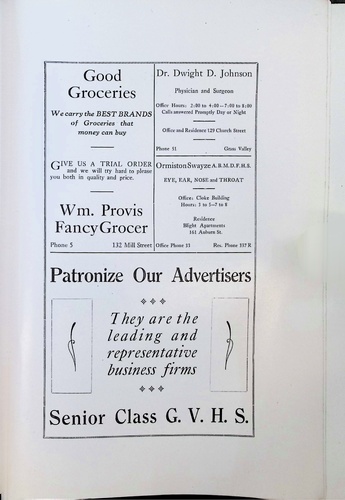 Good
Groceries
We carry the BEST BRANDS
of Groceries that
money can buy
GIVE US A TRIAL ORDER
and we will try hard to please
you both in quality and price.
Wm. Provis
Fancy Grocer
Phone 5 132 Mill Street
Dr. Dwight D. Johnson
Physician and Surgeon
Office Hours: 2:00 to 4:00—7:00 to 8:00
Calls answered Promptly Day or Night
Office and Residence 129 Church Street
Phone 51 Grass Valley
Ormiston Swayze A.B.M.D.F.H.S.
EYE, EAR, NOSE and THROAT
Office: Cloke Building
Hours: 1 to 5—7 to 8
Residence
Blight Apartments
161 Auburn St.
Office Phone 35 Res. Phone 357 R
Patronize Our Advertisers
They are the
leading and
representative
business firms
Senior Class G. V. H. S.